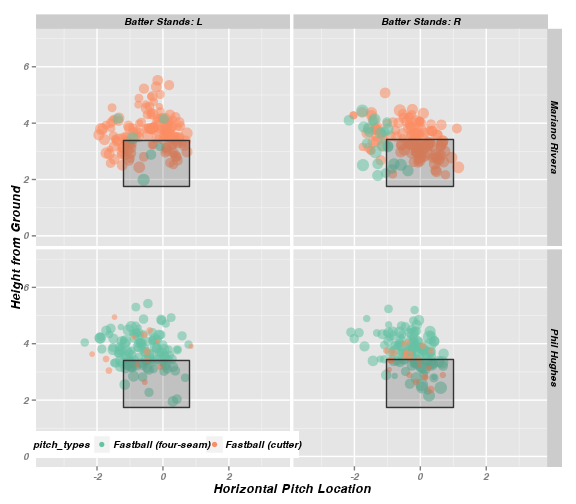 Batter Stands: L Batter Stands: R
Height from Ground
6
4
2
0
Mariano Rivera
6
4
2
0
Phil Hughes
pitch_types Fastball (four-seam) Fastball (cutter)
-2 0 2 -2 0 2
Horizontal Pitch Location